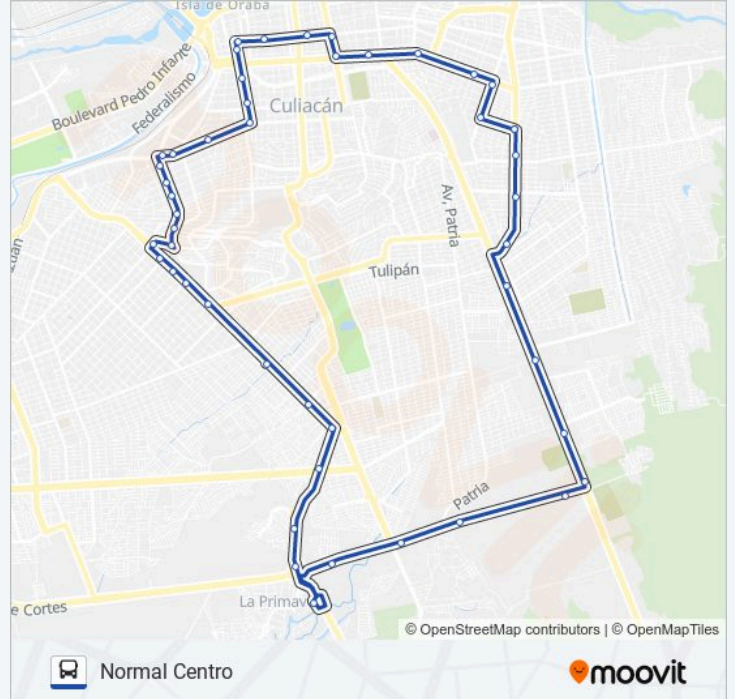 Isla de Oraba
Boulevard Pedro Infante
Federalismo
Culiacán
Av, Patria
Tulipán
Patria
La Primav
e Cortes
© OpenStreetMap contributors | © OpenMapTiles
Normal Centro
moovit